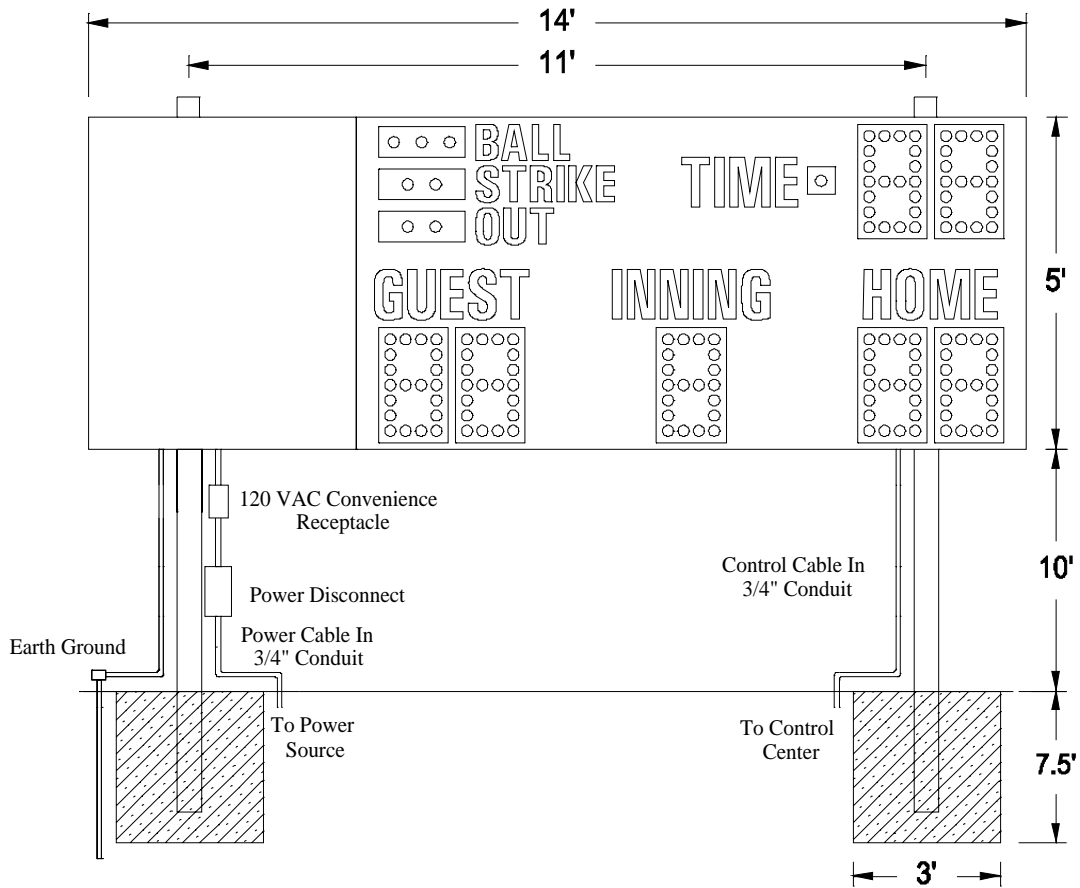 14'
11'
BALL
STRIKE
OUT
TIME
GUEST
INNING
HOME
5'
120 VAC Convenience
Receptacle
Power Disconnect
Control Cable In
3/4" Conduit
10'
Earth Ground
Power Cable In
3/4" Conduit
To Power
Source
To Control
Center
7.5'
3'